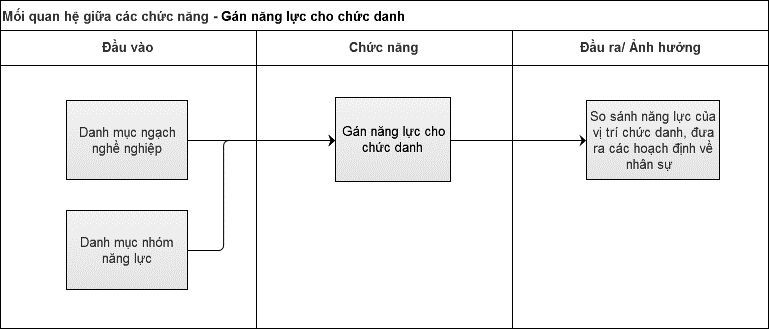 Mối quan hệ giữa các chức năng - Gán năng lực cho chức danh
Đầu vào
Chức năng
Đầu ra/ Ảnh hưởng
Danh mục ngạch
nghề nghiệp
Gán năng lực cho
chức danh
So sánh năng lực của
vị trí chức danh, đưa
ra các hoạch định về
nhân sự
Danh mục nhóm
năng lực